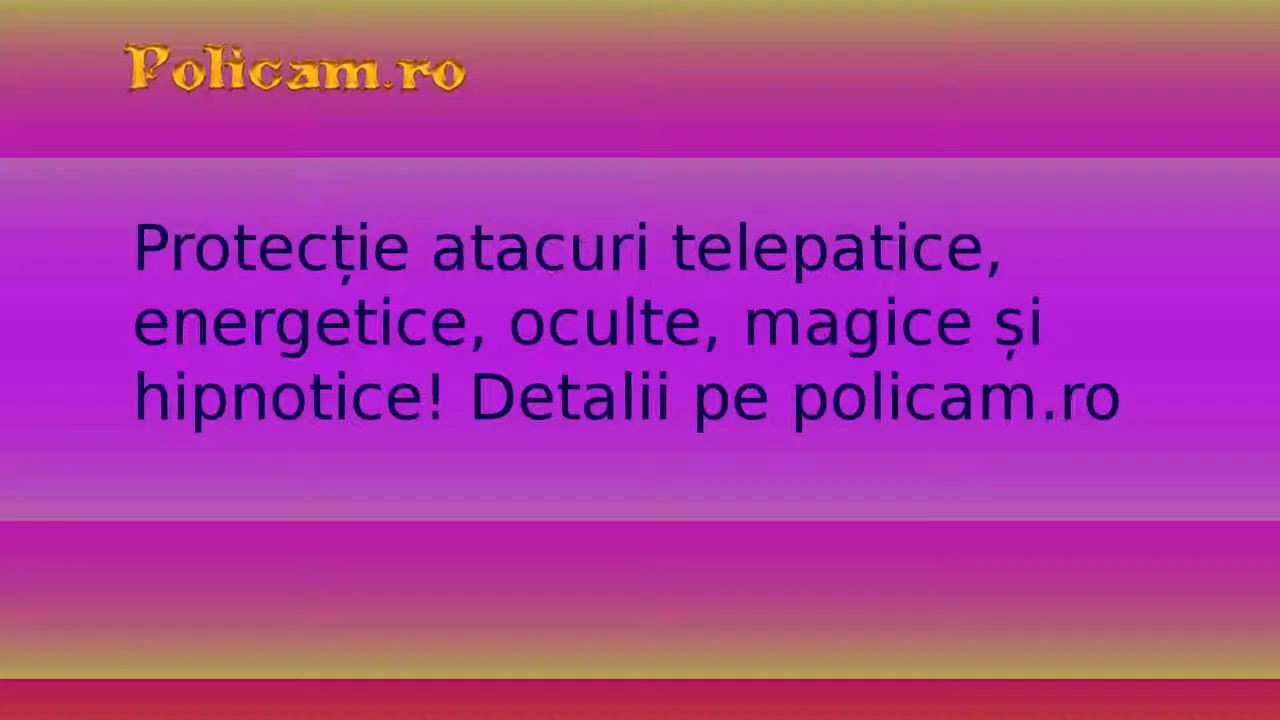 Policam.ro
Protecție atacuri telepatice,
energetice, oculte, magice și
hipnotice! Detalii pe policam.ro